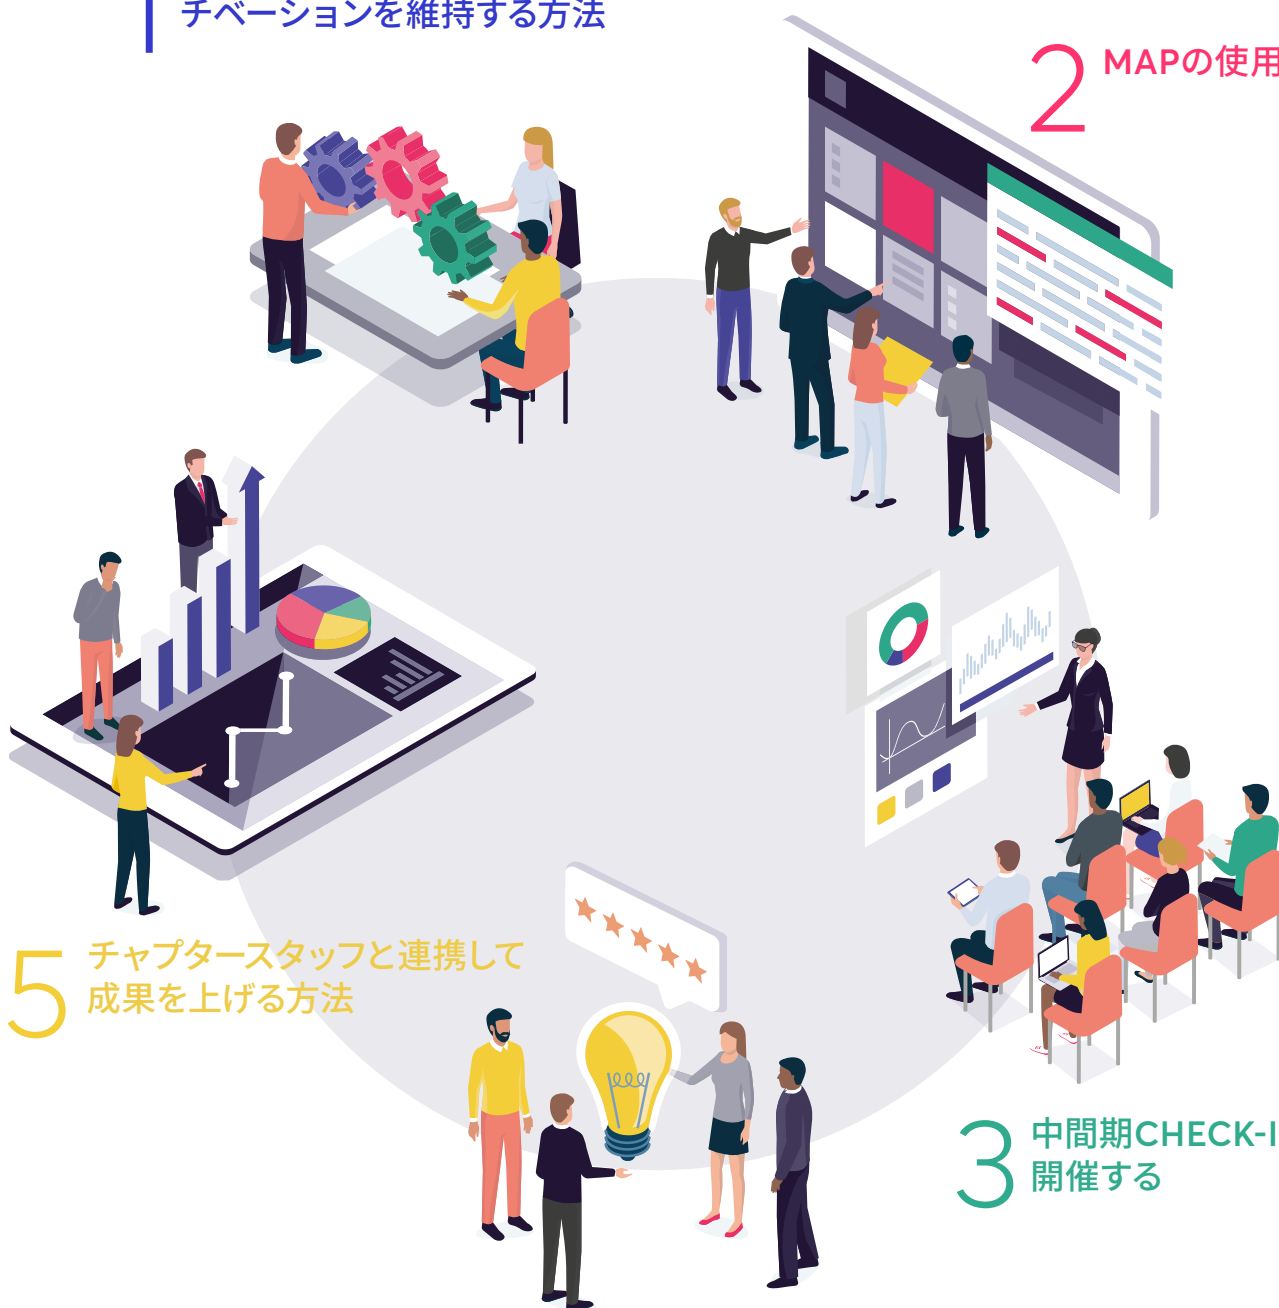 チベーションを維持する方法
2 MAPの使用
5 チャプタースタッフと連携して
成果を上げる方法
3 中間期CHECK-I
開催する